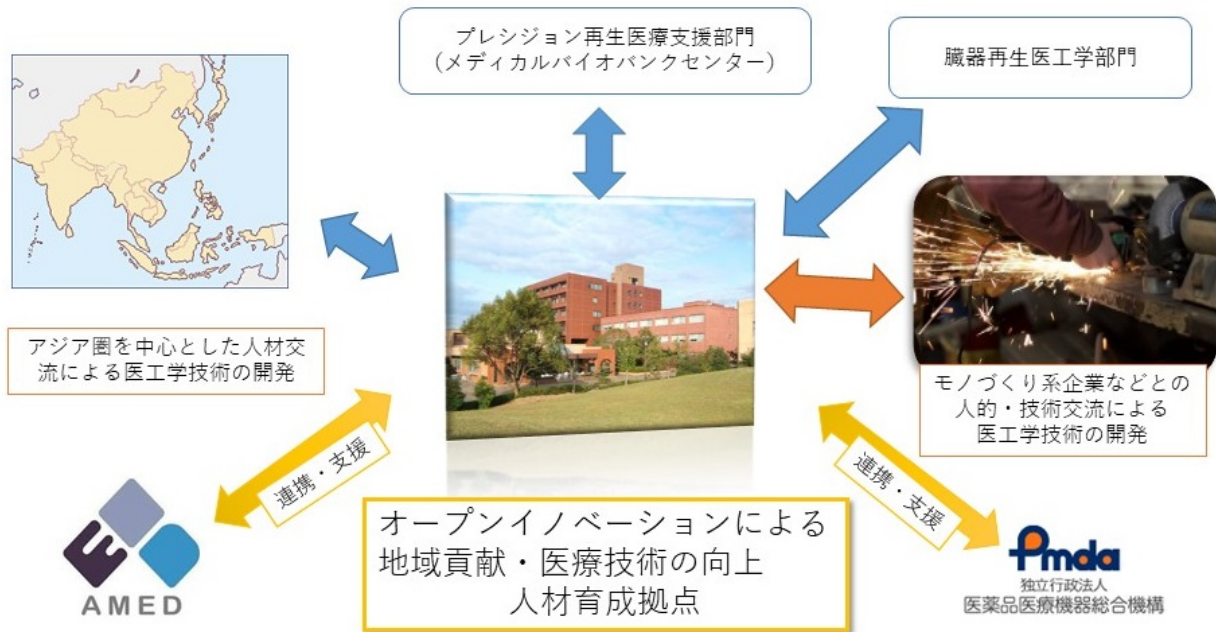 プレシジョン再生医療支援部門
(メディカルバイオバンクセンター)
臓器再生医工学部門
アジア圏を中心とした人材交
流による医工学技術の開発
モノづくり系企業などとの
人的・技術交流による
医工学技術の開発
連携・支援
連携・支援
オープンイノベーションによる
地域貢献・医療技術の向上
人材育成拠点
AMED
Pmda
独立行政法人
医薬品医療機器総合機構